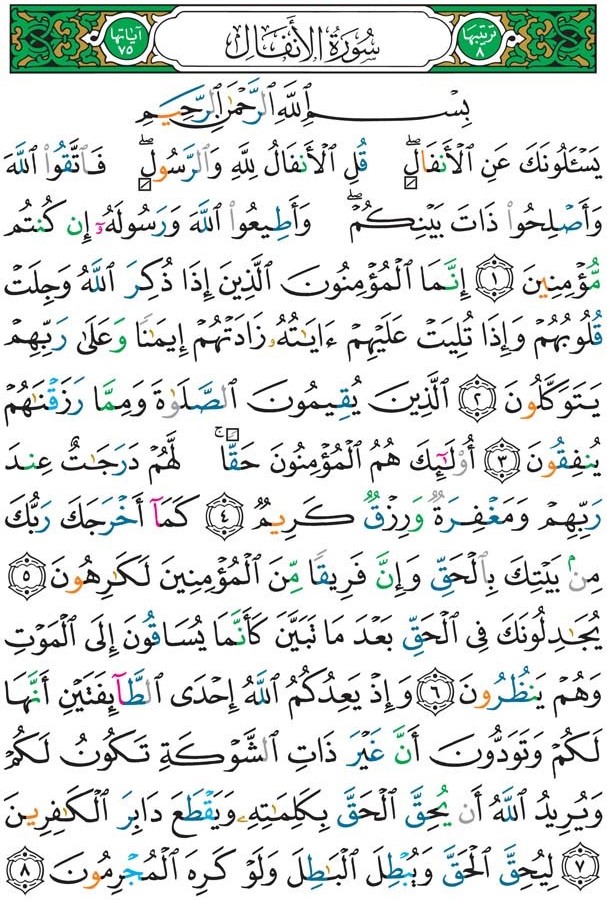 ترتيبها ٨ سُورَةُ الأَنفَالِ آياتها ٧٥
بِسْمِ ٱللَّهِ ٱلرَّحْمَٰنِ ٱلرَّحِيمِ
يَسْـَٔلُونَكَ عَنِ ٱلْأَنفَالِ ۖ قُلِ ٱلْأَنفَالُ لِلَّهِ وَٱلرَّسُولِ ۖ فَٱتَّقُوا۟ ٱللَّهَ
وَأَصْلِحُوا۟ ذَاتَ بَيْنِكُمْ ۖ وَأَطِيعُوا۟ ٱللَّهَ وَرَسُولَهُۥٓ إِن كُنتُم
مُّؤْمِنِينَ ١ إِنَّمَا ٱلْمُؤْمِنُونَ ٱلَّذِينَ إِذَا ذُكِرَ ٱللَّهُ وَجِلَتْ
قُلُوبُهُمْ وَإِذَا تُلِيَتْ عَلَيْهِمْ ءَايَٰتُهُۥ زَادَتْهُمْ إِيمَٰنًا وَعَلَىٰ رَبِّهِمْ
يَتَوَكَّلُونَ ٢ ٱلَّذِينَ يُقِيمُونَ ٱلصَّلَوٰةَ وَمِمَّا رَزَقْنَٰهُمْ
يُنفِقُونَ ٣ أُو۟لَٰٓئِكَ هُمُ ٱلْمُؤْمِنُونَ حَقًّا ۚ لَّهُمْ دَرَجَٰتٌ عِندَ
رَبِّهِمْ وَمَغْفِرَةٌ وَرِزْقٌ كَرِيمٌ ٤ كَمَآ أَخْرَجَكَ رَبُّكَ
مِنۢ بَيْتِكَ بِٱلْحَقِّ وَإِنَّ فَرِيقًا مِّنَ ٱلْمُؤْمِنِينَ لَكَٰرِهُونَ ٥
يُجَٰدِلُونَكَ فِى ٱلْحَقِّ بَعْدَ مَا تَبَيَّنَ كَأَنَّمَا يُسَاقُونَ إِلَى ٱلْمَوْتِ
وَهُمْ يَنظُرُونَ ٦ وَإِذْ يَعِدُكُمُ ٱللَّهُ إِحْدَى ٱلطَّآئِفَتَيْنِ أَنَّهَا
لَكُمْ وَتَوَدُّونَ أَنَّ غَيْرَ ذَاتِ ٱلشَّوْكَةِ تَكُونُ لَكُمْ
وَيُرِيدُ ٱللَّهُ أَن يُحِقَّ ٱلْحَقَّ بِكَلِمَٰتِهِۦ وَيَقْطَعَ دَابِرَ ٱلْكَٰفِرِينَ
٧ لِيُحِقَّ ٱلْحَقَّ وَيُبْطِلَ ٱلْبَٰطِلَ وَلَوْ كَرِهَ ٱلْمُجْرِمُونَ ٨